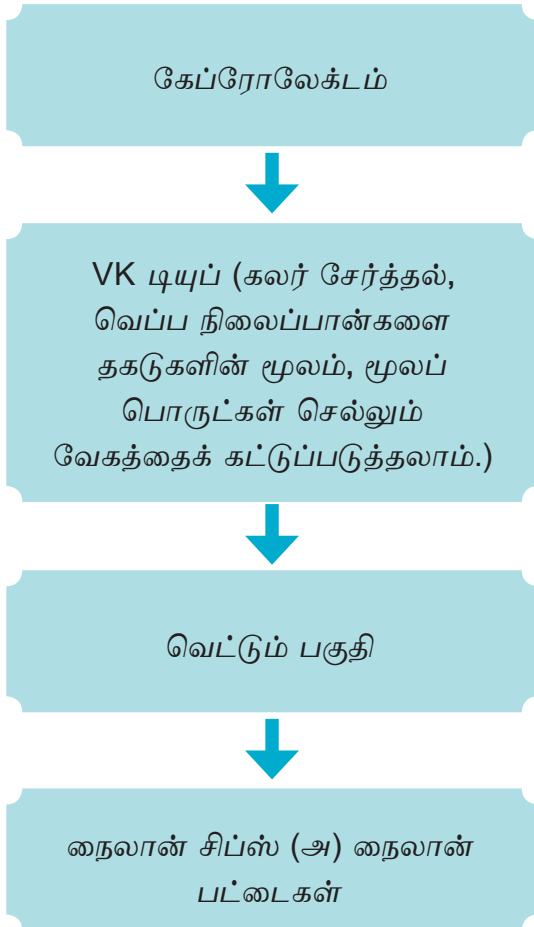 கேப்ரோலேக்டம்
VK டியுப் (கலர் சேர்த்தல்,
வெப்ப நிலைப்பான்களை
தகடுகளின் மூலம், மூலப்
பொருட்கள் செல்லும்
வேகத்தைக் கட்டுப்படுத்தலாம்.)
வெட்டும் பகுதி
நைலான் சிப்ஸ் (அ) நைலான்
பட்டைகள்